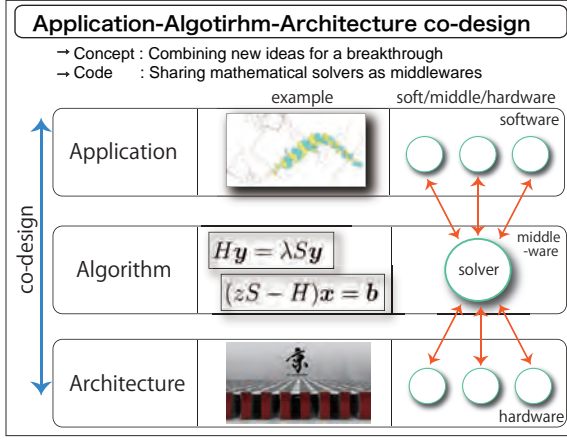 Application-Algotirhm-Architecture co-design
→ Concept : Combining new ideas for a breakthrough
→ Code : Sharing mathematical solvers as middlewares
example
soft/middle/hardware
co-design
Application
software
Algorithm
Hy = λSy
(zS − H)x = b
middle
-ware
solver
Architecture
京
hardware